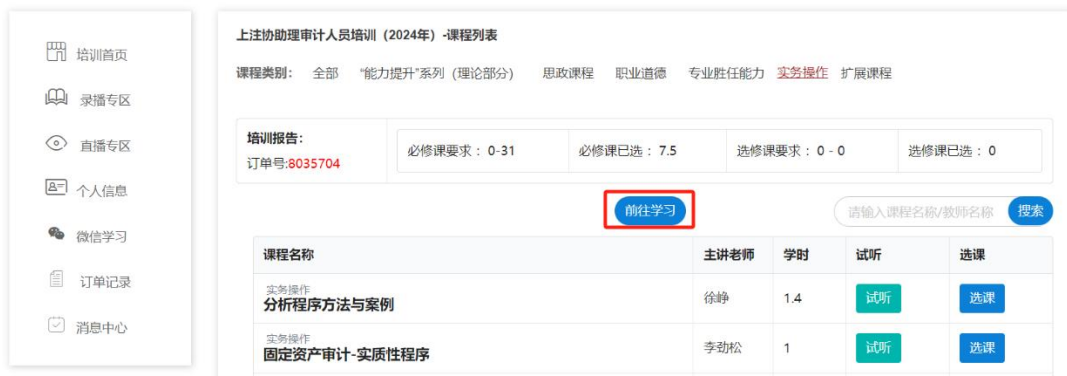 培训首页
录播专区
直播专区
个人信息
微信学习
订单记录
消息中心
上注协助理审计人员培训（2024年）-课程列表
课程类别： 全部 “能力提升”系列（理论部分） 思政课程 职业道德 专业胜任能力 实务操作 扩展课程
培训报告：
订单号:8035704
必修课要求：0-31 必修课已选：7.5 选修课要求：0 - 0 选修课已选：0
前往学习 请输入课程名称/教师名称 搜索
课程名称 主讲老师 学时 试听 选课
实务操作
分析程序方法与案例 徐峥 1.4 试听 选课
实务操作
固定资产审计-实质性程序 李劲松 1 试听 选课